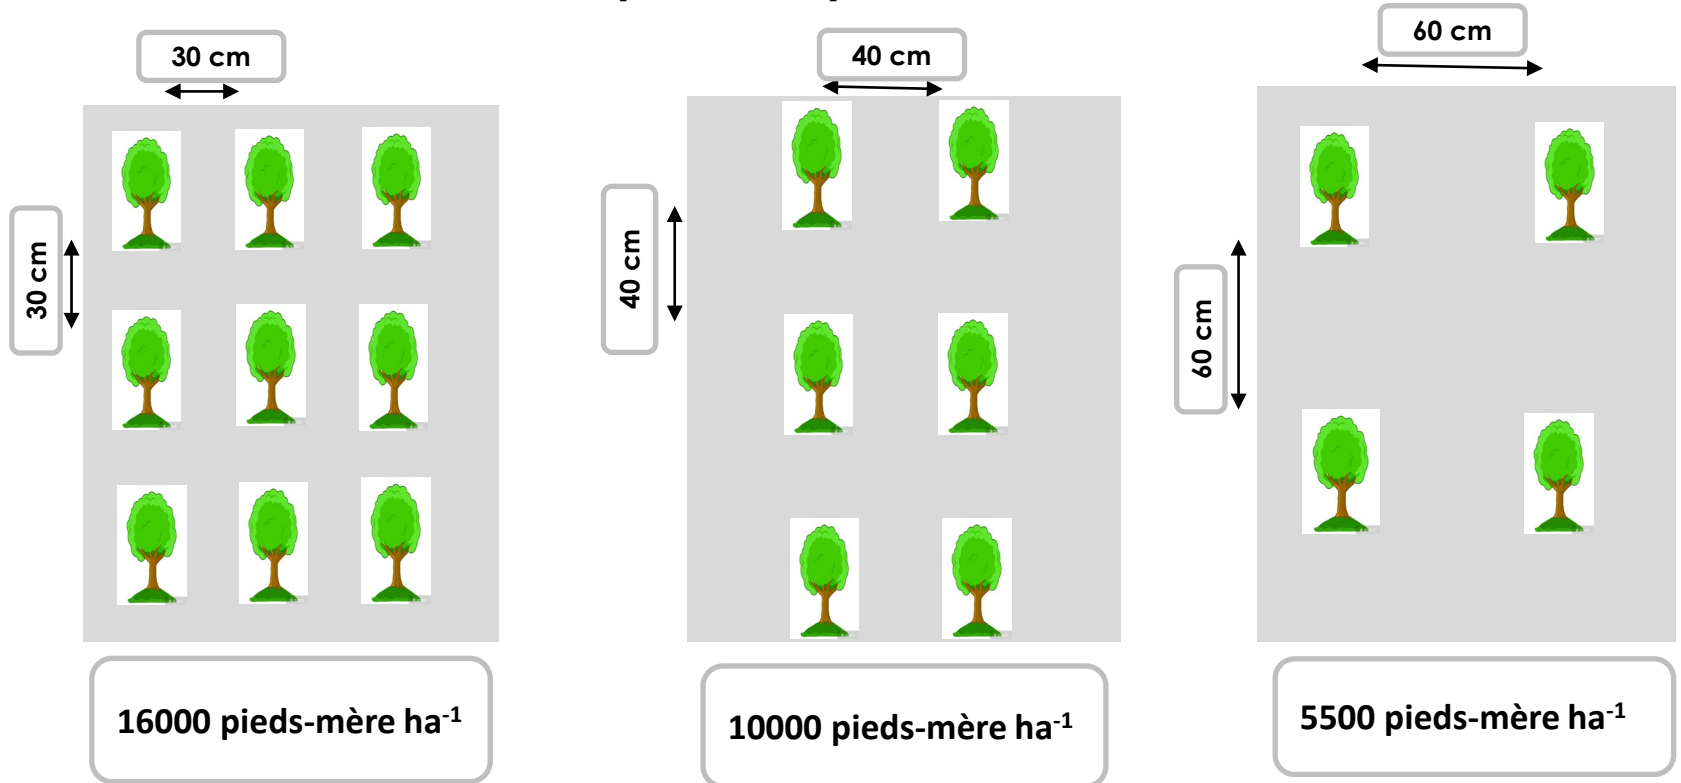 30 cm
30 cm
16000 pieds-mère ha-1
40 cm
40 cm
10000 pieds-mère ha-1
60 cm
60 cm
5500 pieds-mère ha-1